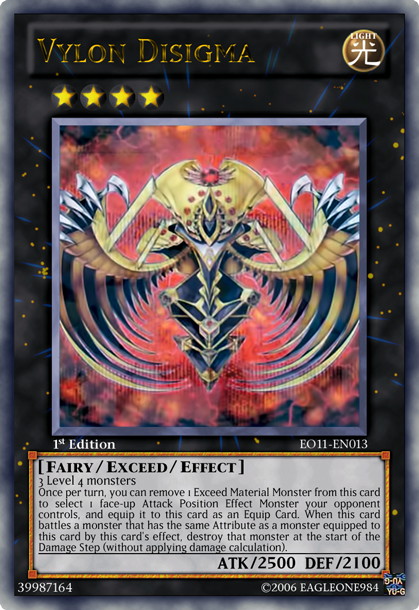 Vylon Disigma
LIGHT
光
1st Edition
EO11-EN013
[Fairy/Exceed/Effect]
3 Level 4 monsters
Once per turn, you can remove 1 Exceed Material Monster from this card
to select 1 face-up Attack Position Effect Monster your opponent
controls, and equip it to this card as an Equip Card. When this card
battles a monster that has the same Attribute as a monster equipped to
this card by this card's effect, destroy that monster at the start of the
Damage Step (without applying damage calculation).
ATK/2500 DEF/2100
39987164
©2006 EAGLEONE984
YU-G